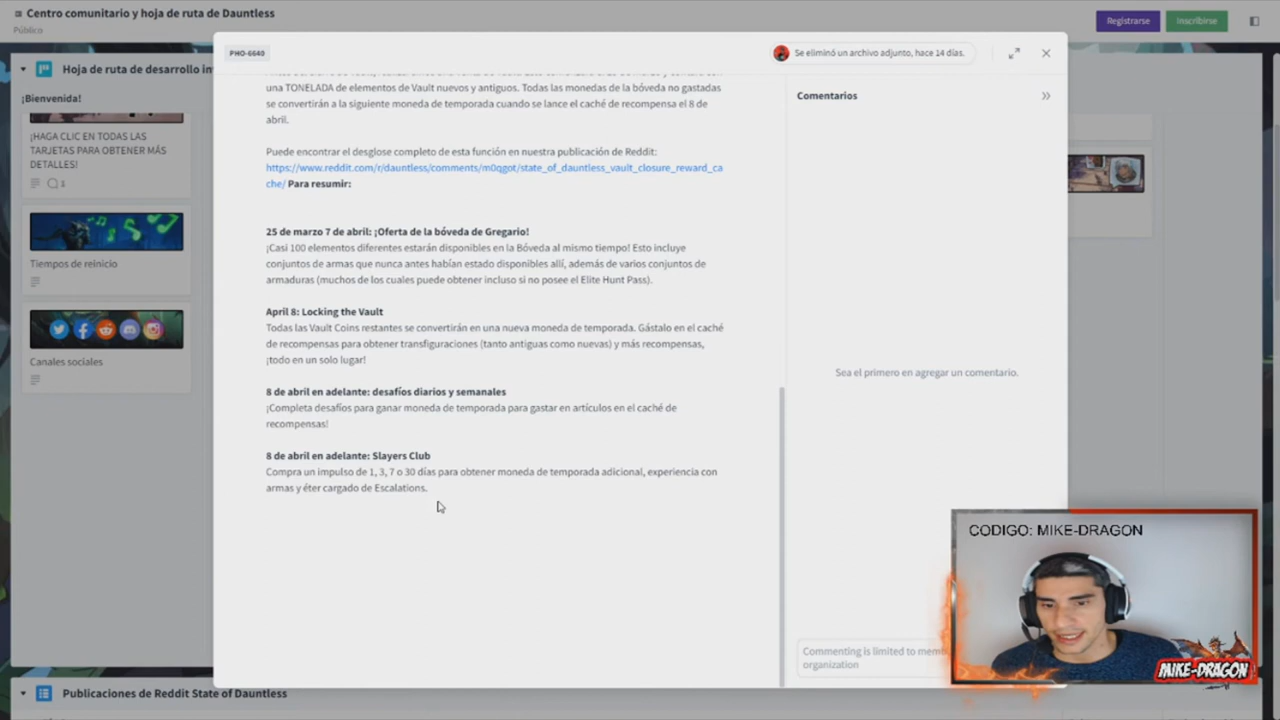 Centro comunitario y hoja de ruta de Dauntless
Público
Registrarse
Inscribirse
PHO-6640
Se eliminó un archivo adjunto, hace 14 días.
Hoja de ruta de desarrollo in
¡Bienvenida!
¡HAGA CLIC EN TODAS LAS
TARJETAS PARA OBTENER MÁS
DETALLES!
1
Tiempos de reinicio
Canales sociales
una TONELADA de elementos de Vault nuevos y antiguos. Todas las monedas de la bóveda no gastadas
se convertirán a la siguiente moneda de temporada cuando se lance el caché de recompensa el 8 de
abril.
Puede encontrar el desglose completo de esta función en nuestra publicación de Reddit:
https://www.reddit.com/r/dauntless/comments/m0qgot/state_of_dauntless_vault_closure_reward_ca
che/ Para resumir:
25 de marzo 7 de abril: ¡Oferta de la bóveda de Gregario!
¡Casi 100 elementos diferentes estarán disponibles en la Bóveda al mismo tiempo! Esto incluye
conjuntos de armas que nunca antes habían estado disponibles allí, además de varios conjuntos de
armaduras (muchos de los cuales puede obtener incluso si no posee el Elite Hunt Pass).
April 8: Locking the Vault
Todas las Vault Coins restantes se convertirán en una nueva moneda de temporada. Gástalo en el caché
de recompensas para obtener transfiguraciones (tanto antiguas como nuevas) y más recompensas,
¡todo en un solo lugar!
8 de abril en adelante: desafíos diarios y semanales
¡Completa desafíos para ganar moneda de temporada para gastar en artículos en el caché de
recompensas!
8 de abril en adelante: Slayers Club
Compra un impulso de 1, 3, 7 o 30 días para obtener moneda de temporada adicional, experiencia con
armas y éter cargado de Escalations.
Comentarios
Sea el primero en agregar un comentario.
Commenting is limited to
organization
CODIGO: MIKE-DRAGON
MIKE-DRAGON
Publicaciones de Reddit State of Dauntless